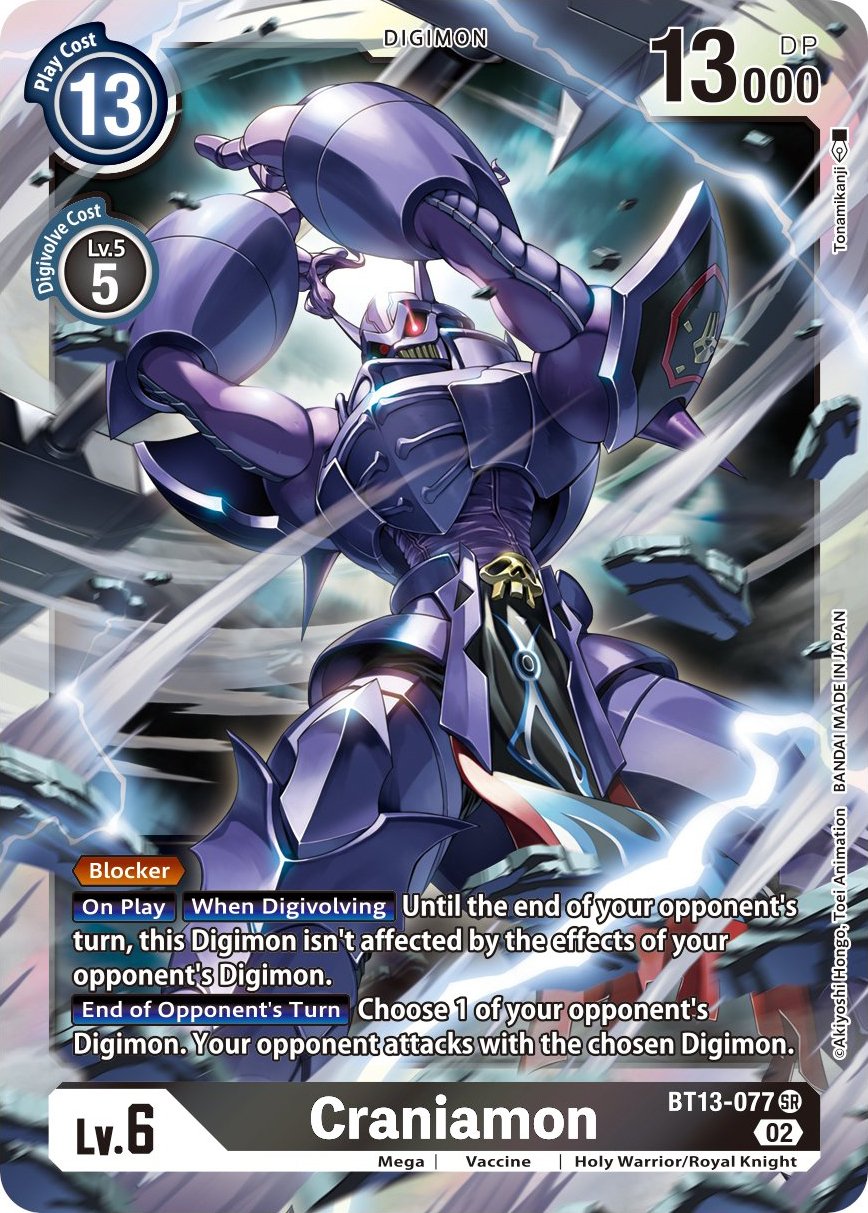 DIGIMON
Play Cost
13
13000
DP
Digivolve Cost
Lv.5
5
Tonamikanji
Blocker
On Play When Digivolving Until the end of your opponent's
turn, this Digimon isn't affected by the effects of your
opponent's Digimon.
End of Opponent's Turn Choose 1 of your opponent's
Digimon. Your opponent attacks with the chosen Digimon.
©Akiyoshi Hongo, Toei Animation BANDAI MADE IN JAPAN
Lv.6
Craniamon
BT13-077 SR
02
Mega | Vaccine | Holy Warrior/Royal Knight